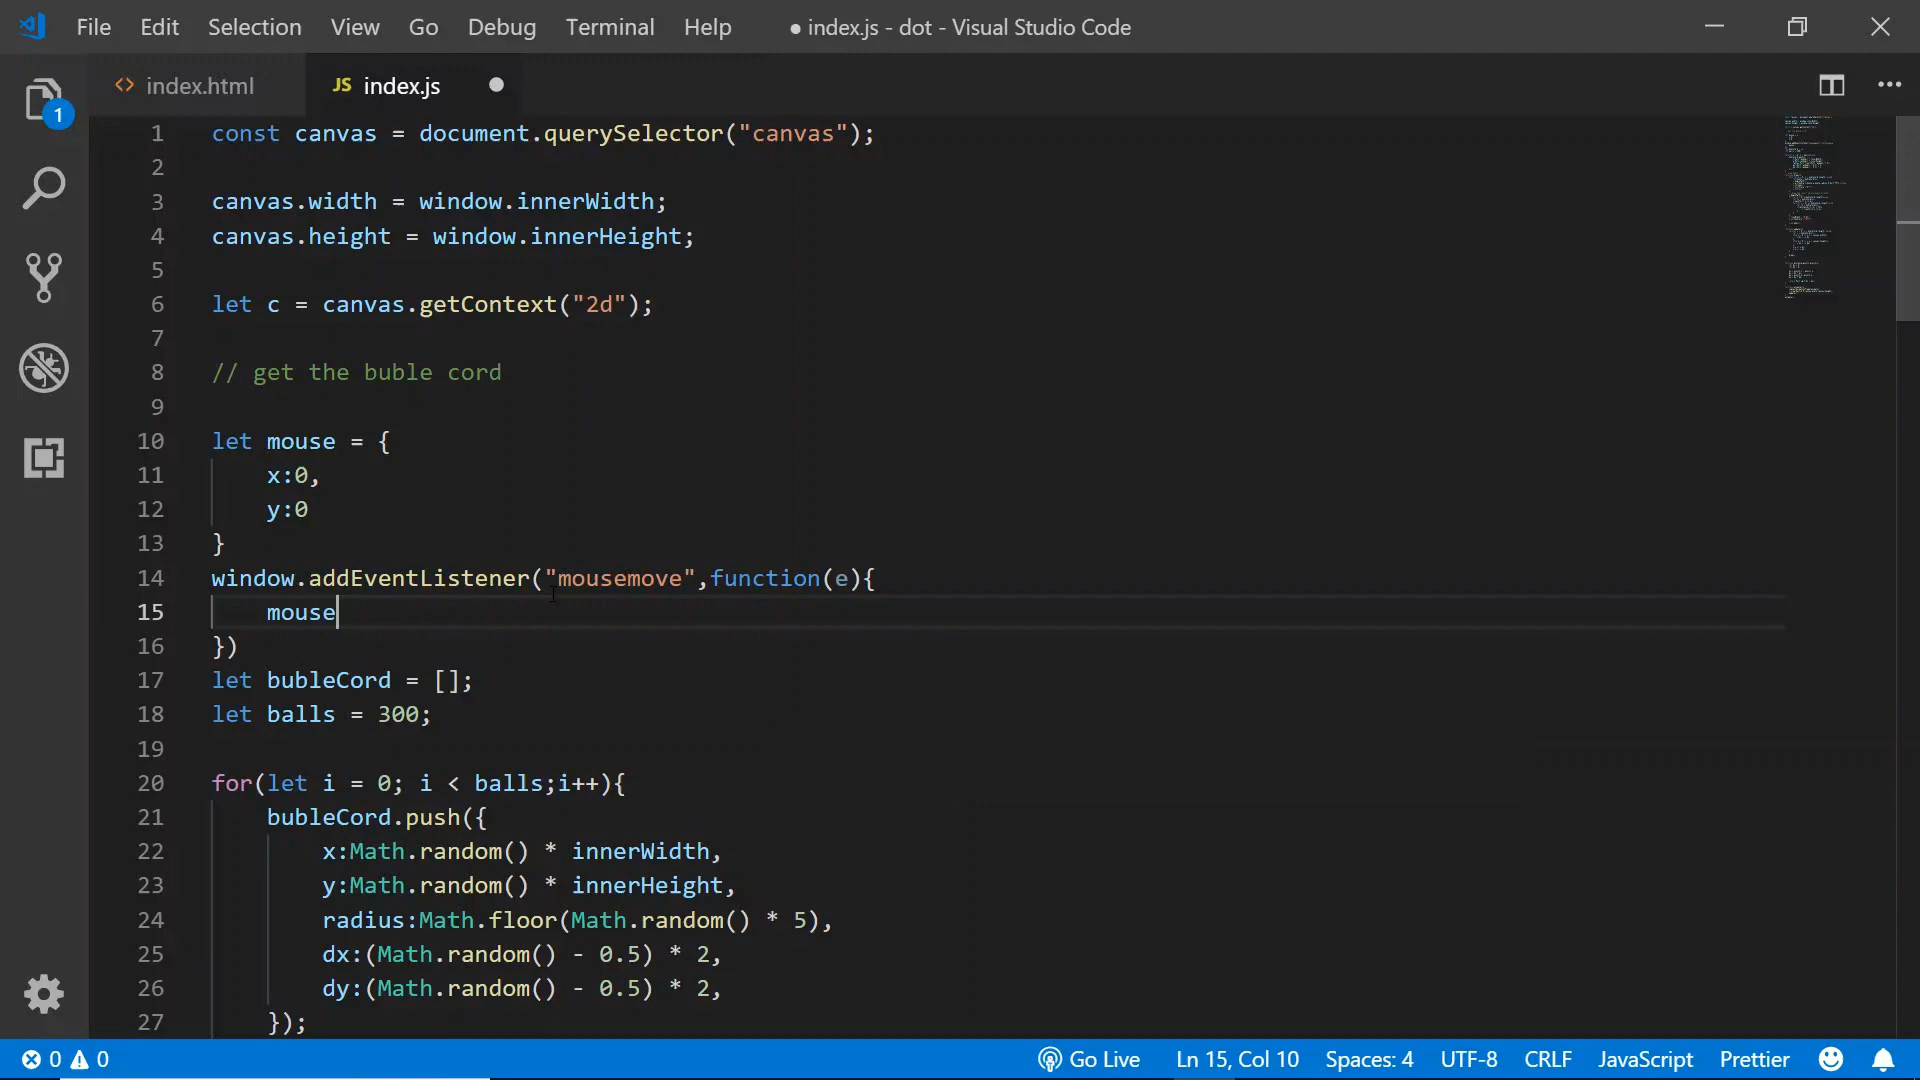 File Edit Selection View Go Debug Terminal Help ● index.js - dot - Visual Studio Code
<> index.html JS index.js ●
1
1 const canvas = document.querySelector("canvas");
2
3 canvas.width = window.innerWidth;
4 canvas.height = window.innerHeight;
5
6 let c = canvas.getContext("2d");
7
8 // get the buble cord
9
10 let mouse = {
11 x:0,
12 y:0
13 }
14 window.addEventListener("mousemove",function(e){
15 mouse
16 })
17 let bubleCord = [];
18 let balls = 300;
19
20 for(let i = 0; i < balls;i++){
21 bubleCord.push({
22 x:Math.random() * innerWidth,
23 y:Math.random() * innerHeight,
24 radius:Math.floor(Math.random() * 5),
25 dx:(Math.random() - 0.5) * 2,
26 dy:(Math.random() - 0.5) * 2,
27 });
0 0 Go Live Ln 15, Col 10 Spaces: 4 UTF-8 CRLF JavaScript Prettier